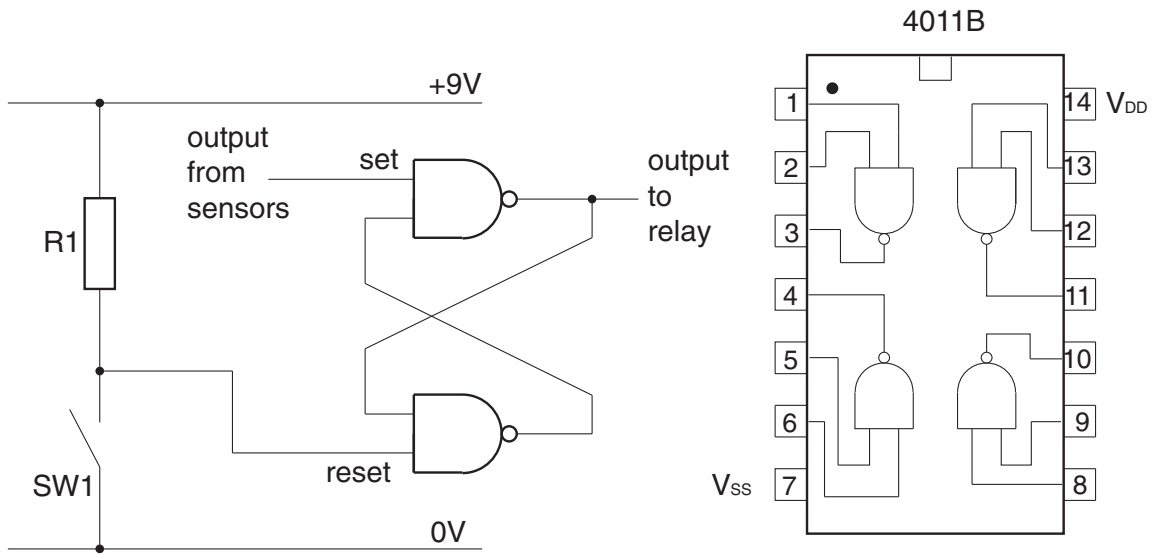 4011B
+9V
output
from
sensors
set
output
to
relay
R1
reset
SW1
0V
1
2
3
4
5
6
7
VSS
14
VDD
13
12
11
10
9
8